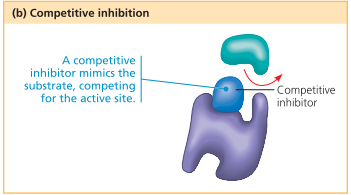 (b) Competitive inhibition
A competitive
inhibitor mimics the
substrate, competing
for the active site.
Competitive
inhibitor